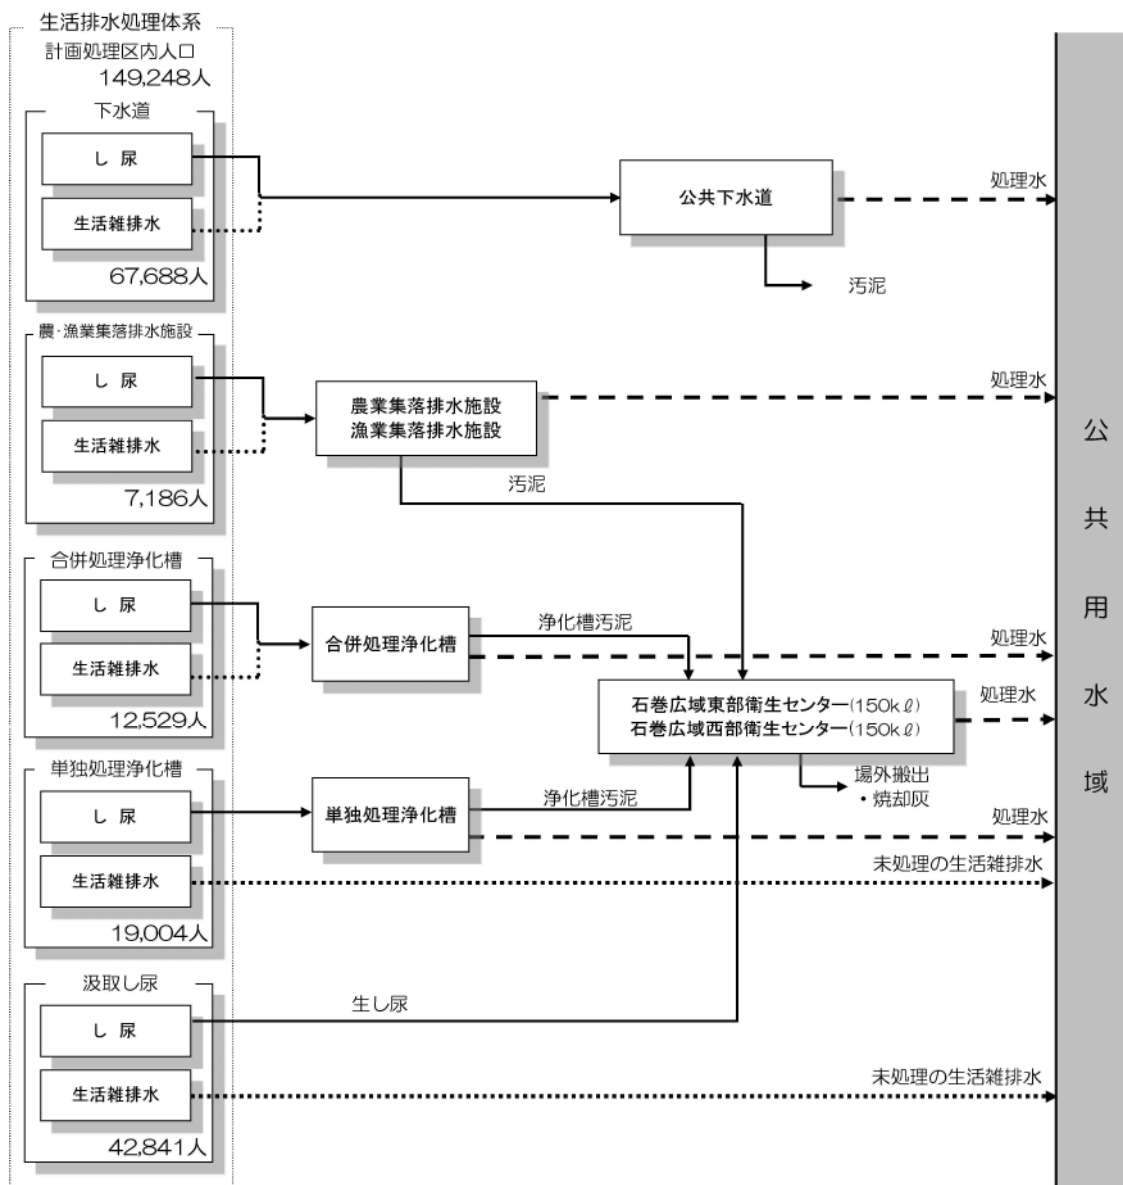 生活排水処理体系
計画処理区内人口
149,248人
下水道
し 尿
生活雑排水
67,688人
公共下水道
処理水
汚泥
農・漁業集落排水施設
し 尿
生活雑排水
7,186人
農業集落排水施設
漁業集落排水施設
処理水
汚泥
合併処理浄化槽
し 尿
生活雑排水
12,529人
合併処理浄化槽
浄化槽汚泥
処理水
石巻広域東部衛生センター(150kℓ)
石巻広域西部衛生センター(150kℓ)
処理水
場外搬出
・焼却灰
単独処理浄化槽
し 尿
生活雑排水
19,004人
単独処理浄化槽
浄化槽汚泥
処理水
未処理の生活雑排水
汲取し尿
し 尿
生活雑排水
42,841人
生し尿
未処理の生活雑排水
公共用水域